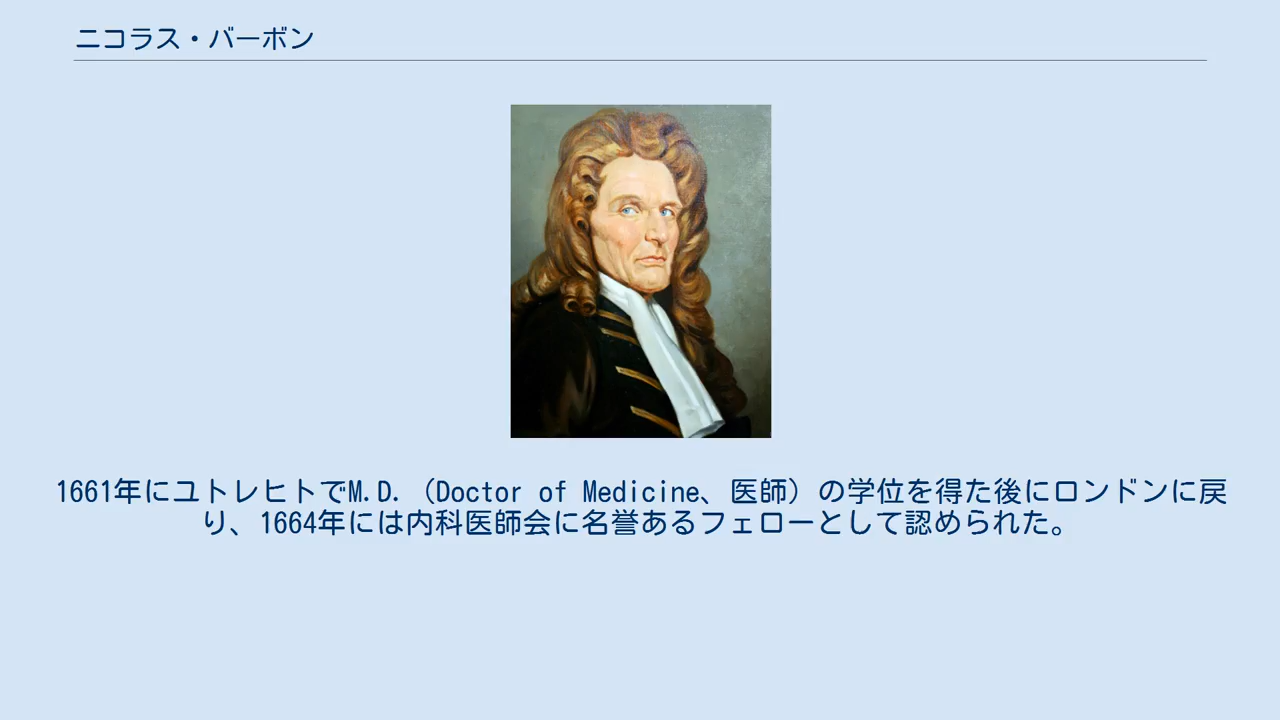 ニコラス・バーボン
1661年にユトレヒトでM.D.（Doctor of Medicine、医師）の学位を得た後にロンドンに戻
り、1664年には内科医師会に名誉あるフェローとして認められた。